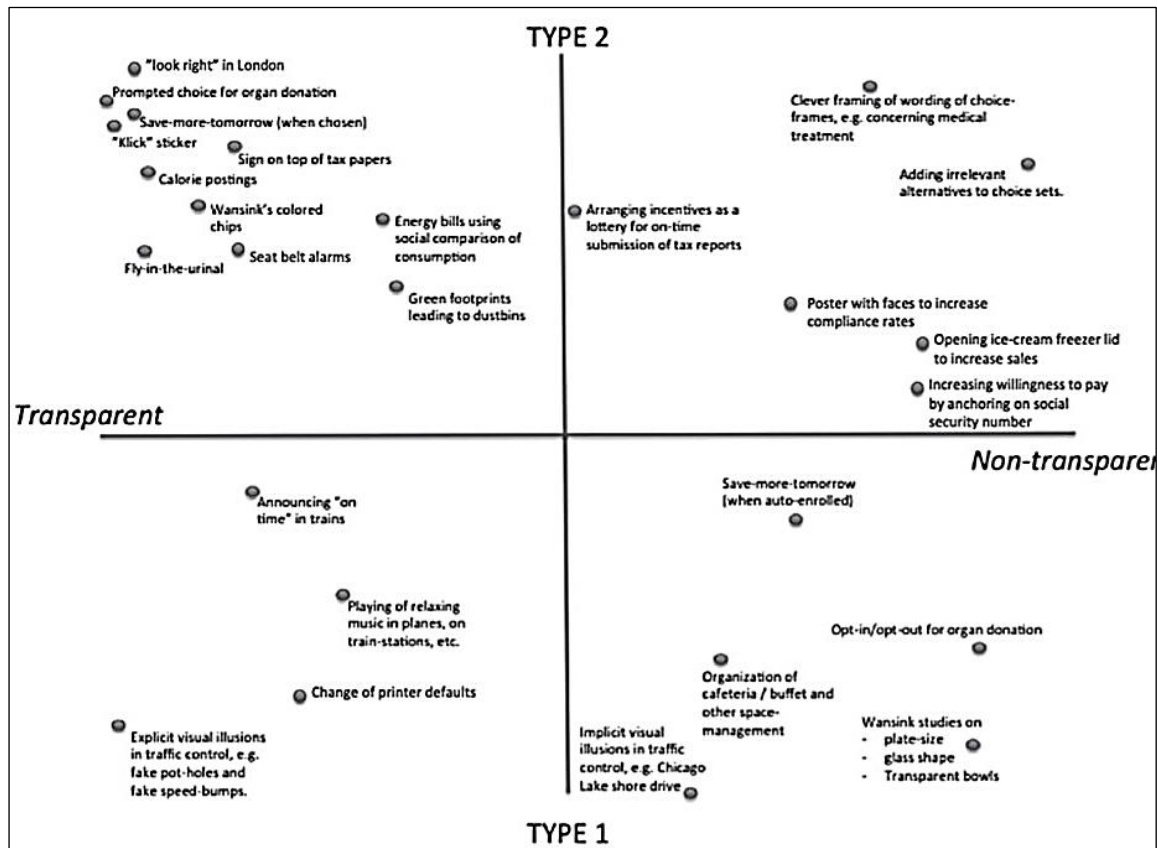 TYPE 2
"look right" in London
Prompted choice for organ donation
Save-more-tomorrow (when chosen)
"Klick" sticker
Sign on top of tax papers
Calorie postings
Wansink's colored
chips
Energy bills using
social comparison of
consumption
Fly-in-the-urinal
Seat belt alarms
Green footprints
leading to dustbins
Clever framing of wording of choice-
frames, e.g. concerning medical
treatment
Adding irrelevant
alternatives to choice sets.
Arranging incentives as a
lottery for on-time
submission of tax reports
Poster with faces to increase
compliance rates
Opening ice-cream freezer lid
to increase sales
Increasing willingness to pay
by anchoring on social
security number
Transparent
Non-transparen
Announcing "on
time" in trains
Playing of relaxing
music in planes, on
train-stations, etc.
Change of printer defaults
Explicit visual illusions
in traffic control, e.g.
fake pot-holes and
fake speed-bumps.
Save-more-tomorrow
(when auto-enrolled)
Opt-in/opt-out for organ donation
Organization of
cafeteria / buffet and
other space-
management
Implicit visual
illusions in traffic
control, e.g. Chicago
Lake shore drive
Wansink studies on
- plate-size
- glass shape
- Transparent bowls
TYPE 1